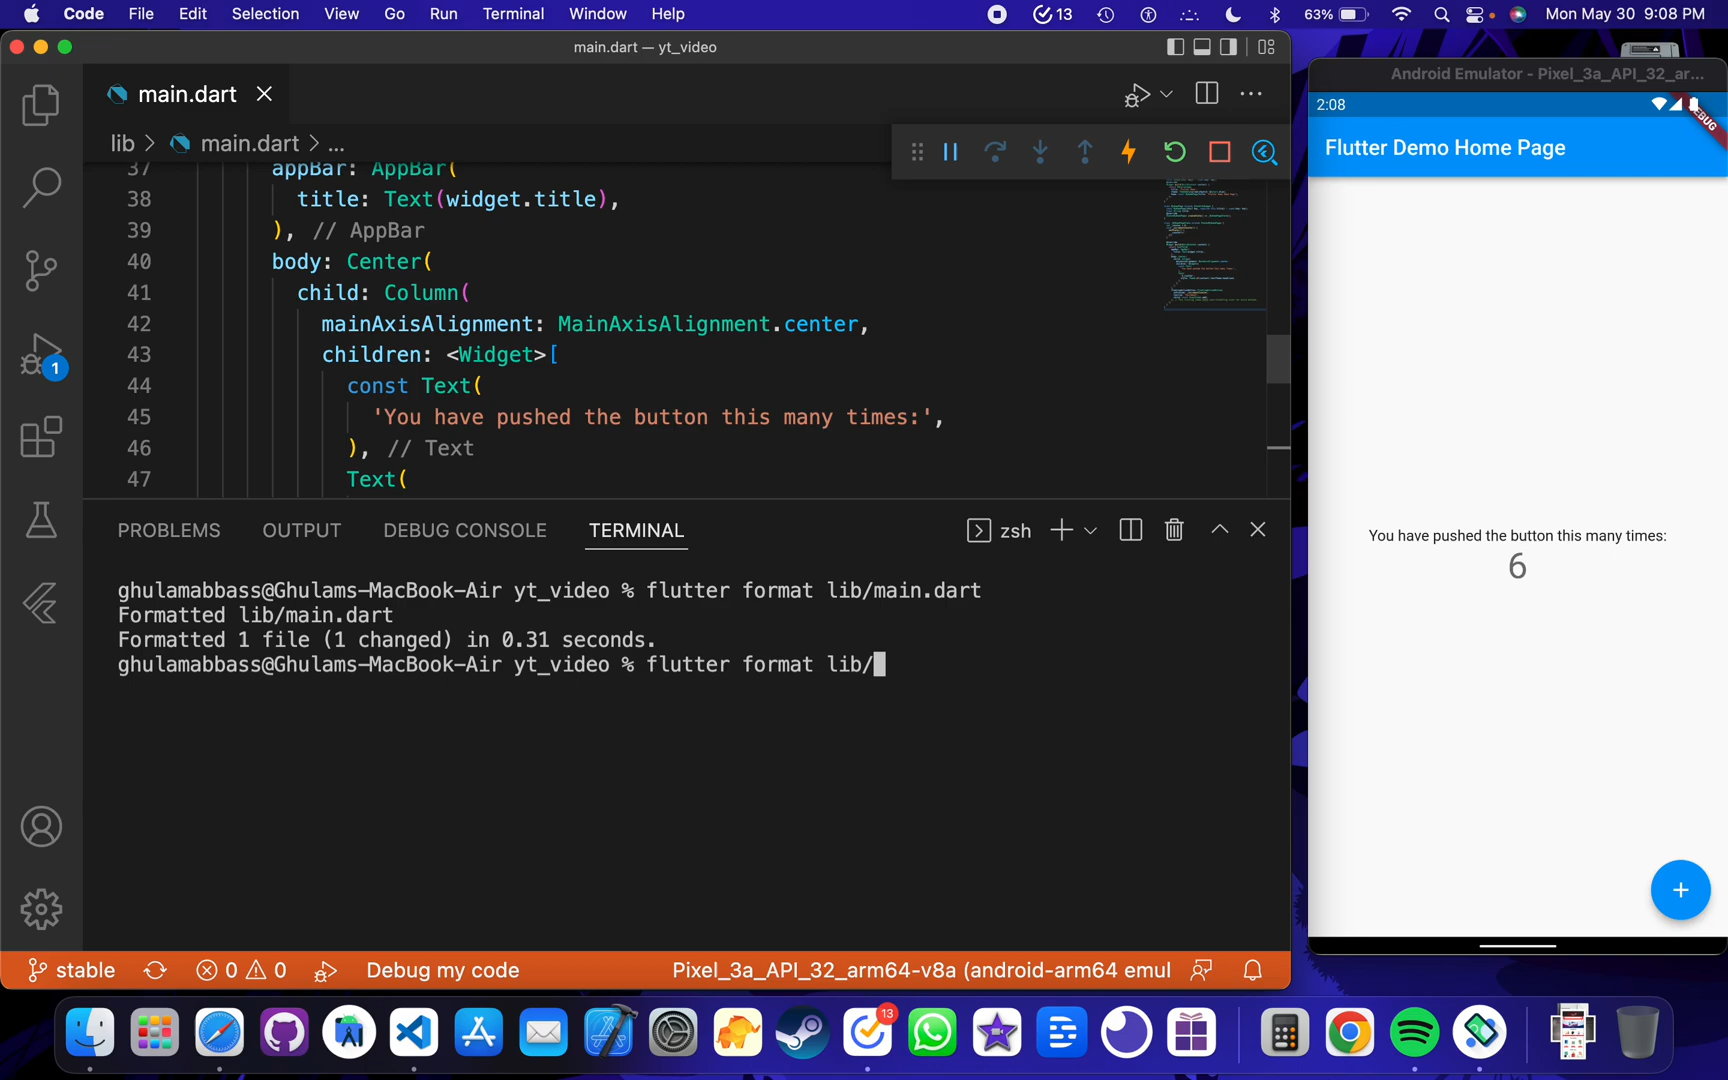 Code File Edit Selection View Go Run Terminal Window Help 13 63% Mon May 30 9:08 PM
main.dart — yt_video
main.dart
lib > main.dart > ...
37 appBar: AppBar(
38 title: Text(widget.title),
39 ), // AppBar
40 body: Center(
41 child: Column(
42 mainAxisAlignment: MainAxisAlignment.center,
43 children: <Widget>[
44 const Text(
45 'You have pushed the button this many times:',
46 ), // Text
47 Text(
1
PROBLEMS OUTPUT DEBUG CONSOLE TERMINAL zsh
ghulamabbass@Ghulams-MacBook-Air yt_video % flutter format lib/main.dart
Formatted lib/main.dart
Formatted 1 file (1 changed) in 0.31 seconds.
ghulamabbass@Ghulams-MacBook-Air yt_video % flutter format lib/
stable 0 0 Debug my code Pixel_3a_API_32_arm64-v8a (android-arm64 emul
Android Emulator - Pixel_3a_API_32_ar...
2:08
DEBUG
Flutter Demo Home Page
You have pushed the button this many times:
6
13